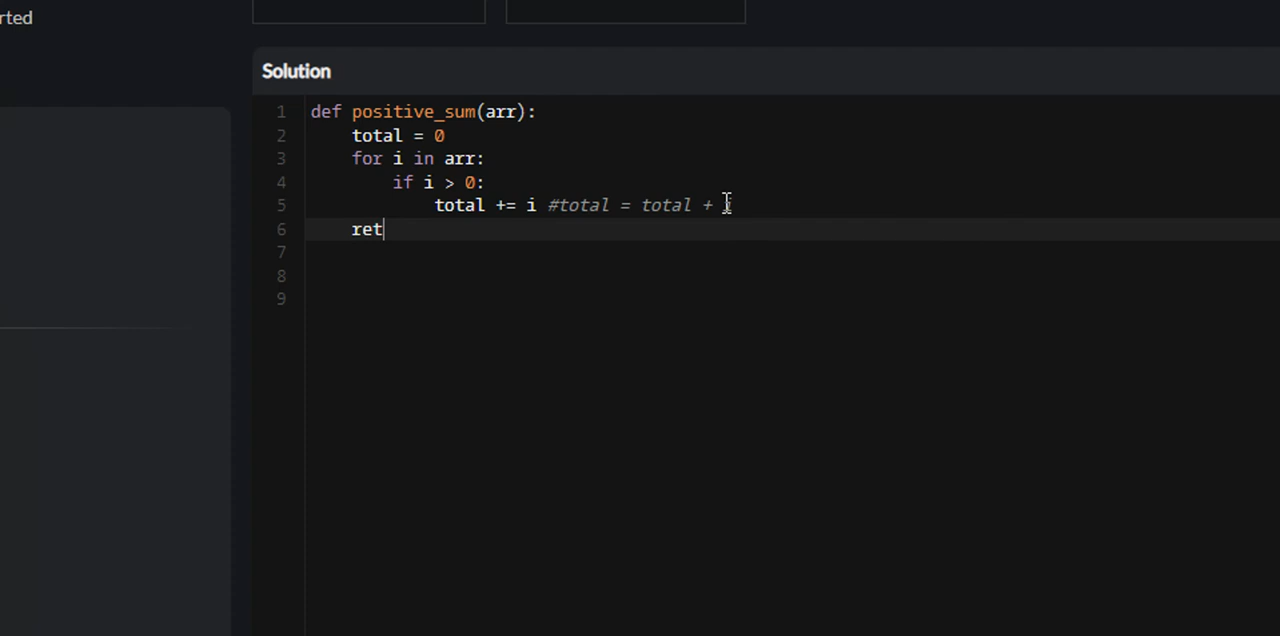 rted
Solution
1 def positive_sum(arr):
2     total = 0
3     for i in arr:
4         if i > 0:
5             total += i #total = total + i
6     ret
7
8
9